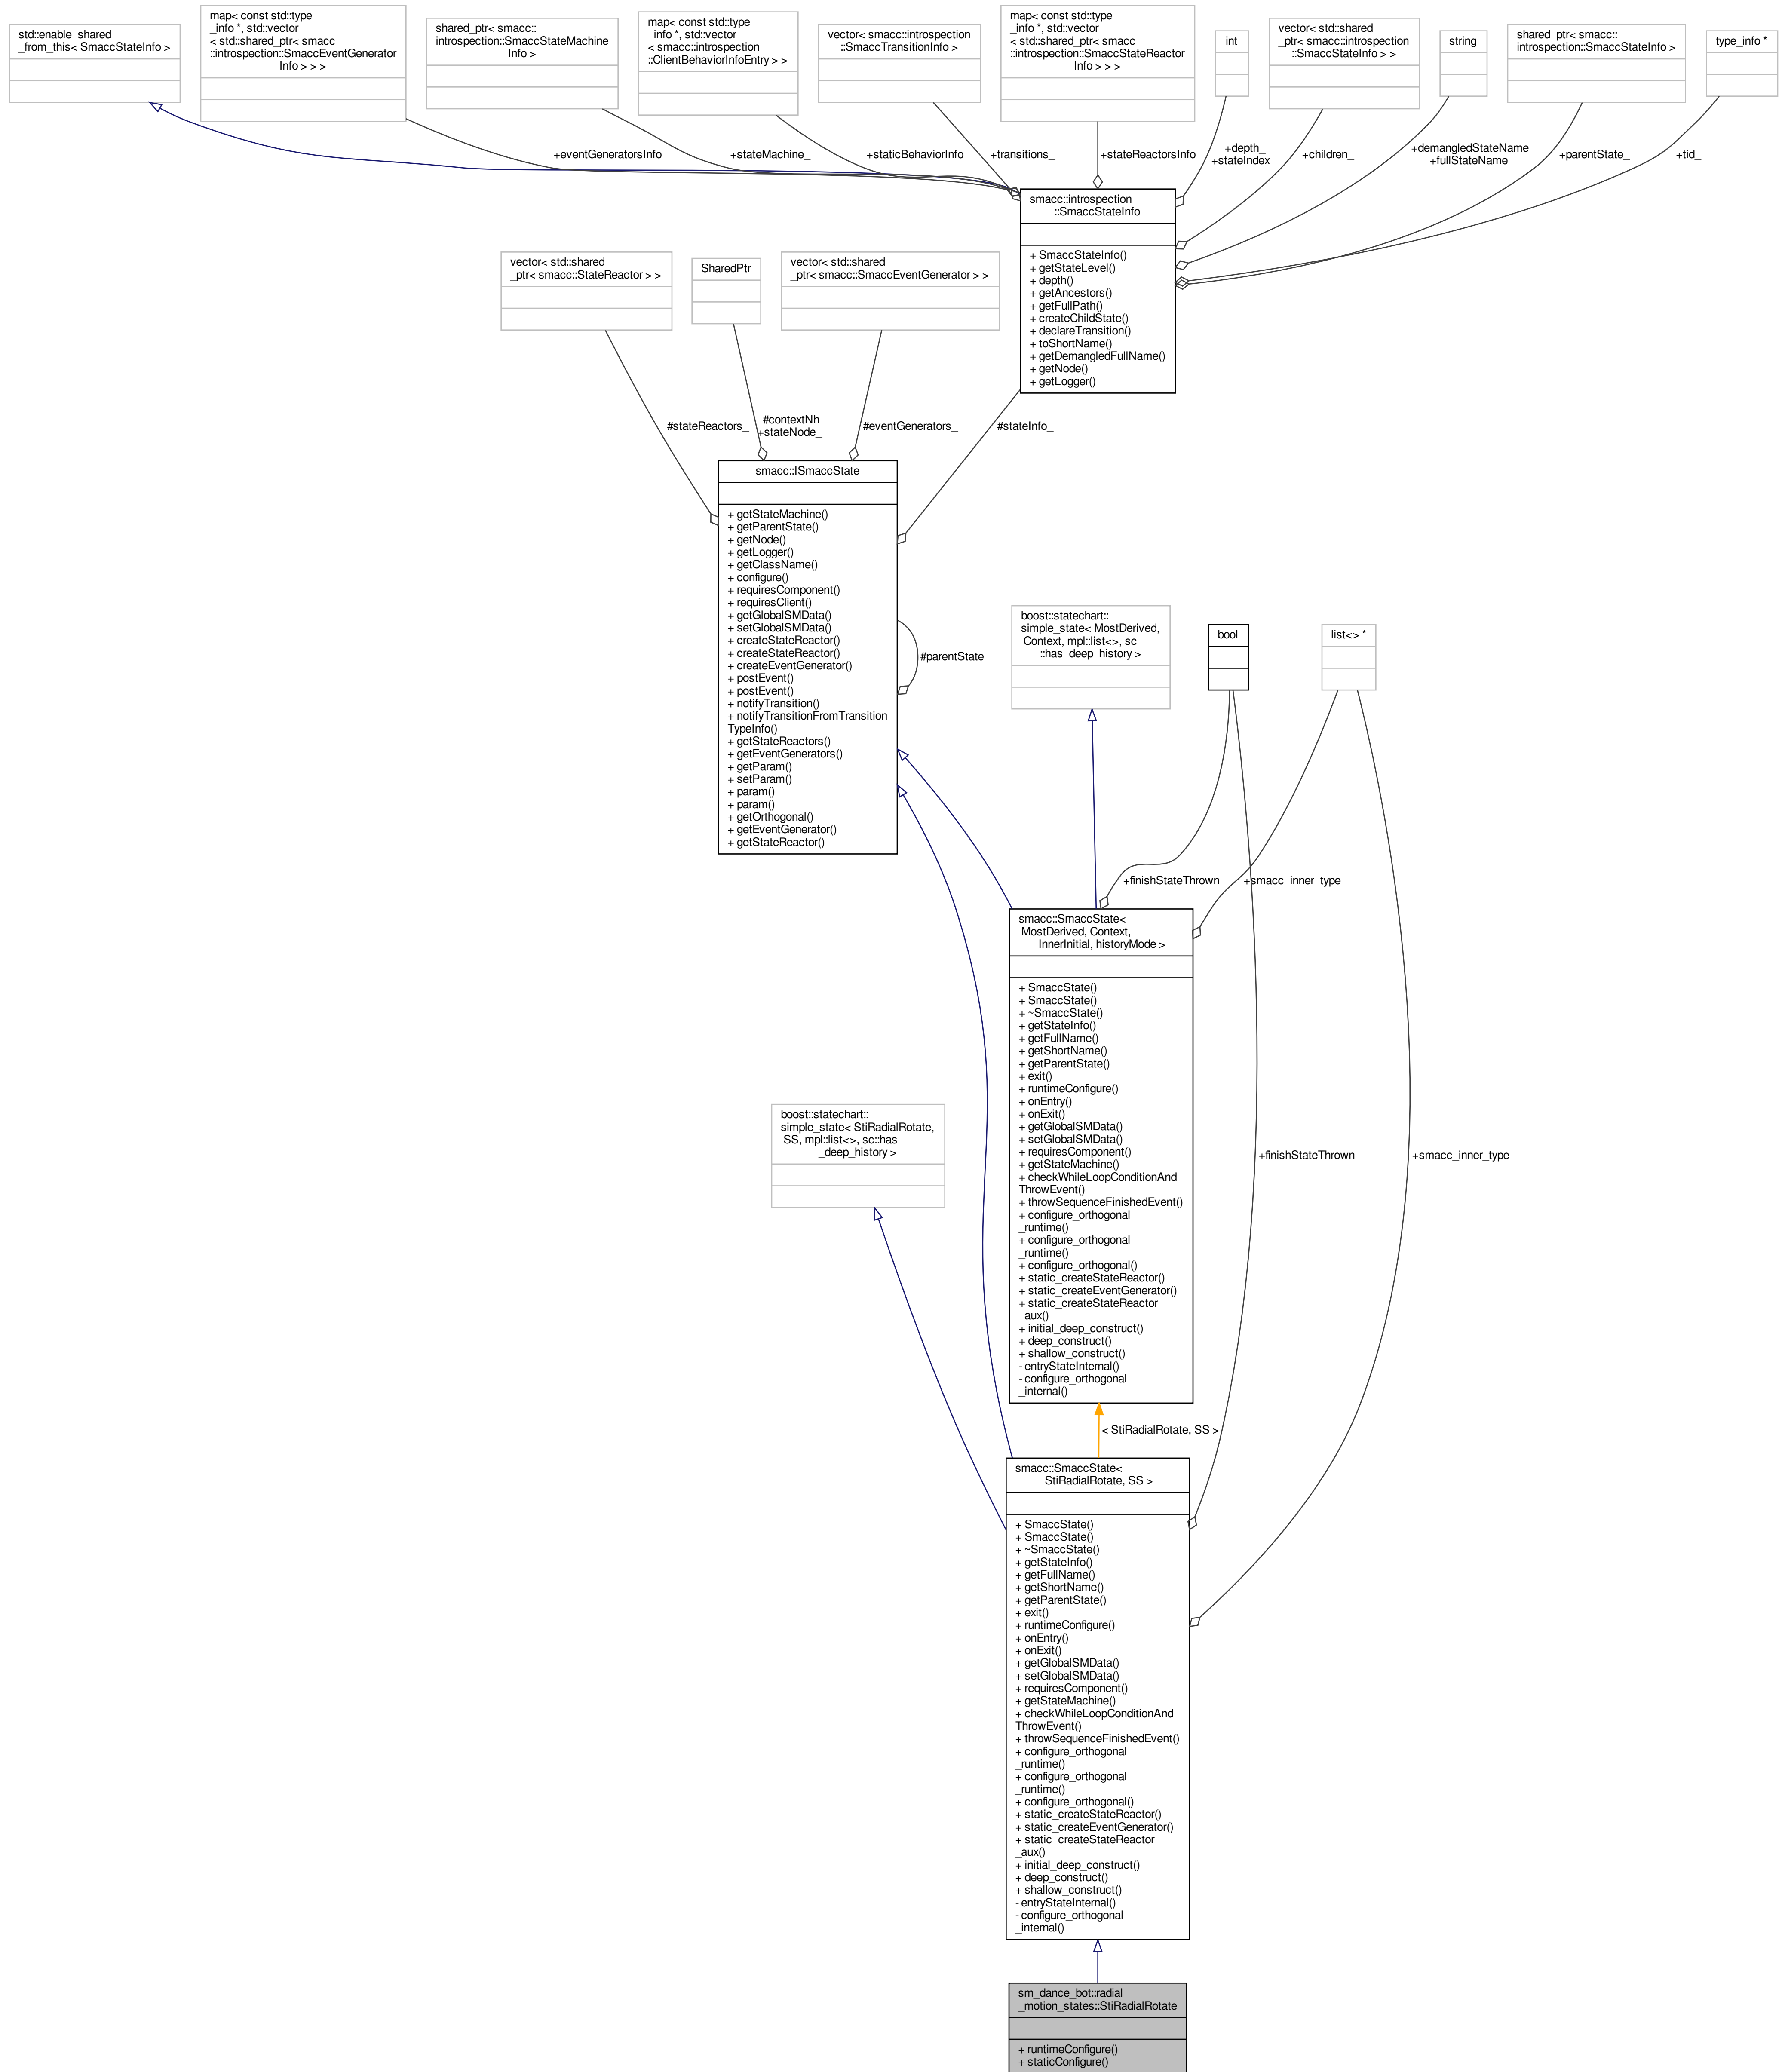 std::enable_shared
_from_this< SmaccStateInfo >
map< const std::type
_info *, std::vector
< std::shared_ptr< smacc
::introspection::SmaccEventGenerator
Info > > >
shared_ptr< smacc::
introspection::SmaccStateMachine
Info >
map< const std::type
_info *, std::vector
< smacc::introspection
::ClientBehaviorInfoEntry > >
vector< smacc::introspection
::SmaccTransitionInfo >
map< const std::type
_info *, std::vector
< std::shared_ptr< smacc
::introspection::SmaccStateReactor
Info > > >
int
vector< std::shared
_ptr< smacc::introspection
::SmaccStateInfo > >
string
shared_ptr< smacc::
introspection::SmaccStateInfo >
type_info *
+eventGeneratorsInfo
+stateMachine_
+staticBehaviorInfo
+transitions_
+stateReactorsInfo
+depth_
+stateIndex_
+children_
+demangledStateName
+fullStateName
+parentState_
+tid_
smacc::introspection
::SmaccStateInfo
+ SmaccStateInfo()
+ getStateLevel()
+ depth()
+ getAncestors()
+ getFullPath()
+ createChildState()
+ declareTransition()
+ toShortName()
+ getDemangledFullName()
+ getNode()
+ getLogger()
vector< std::shared
_ptr< smacc::StateReactor > >
SharedPtr
vector< std::shared
_ptr< smacc::SmaccEventGenerator > >
#stateReactors_
#contextNh
+stateNode_
#eventGenerators_
#stateInfo_
smacc::ISmaccState
+ getStateMachine()
+ getParentState()
+ getNode()
+ getLogger()
+ getClassName()
+ configure()
+ requiresComponent()
+ requiresClient()
+ getGlobalSMData()
+ setGlobalSMData()
+ createStateReactor()
+ createStateReactor()
+ createEventGenerator()
+ postEvent()
+ postEvent()
+ notifyTransition()
+ notifyTransitionFromTransition
TypeInfo()
+ getStateReactors()
+ getEventGenerators()
+ getParam()
+ setParam()
+ param()
+ param()
+ getOrthogonal()
+ getEventGenerator()
+ getStateReactor()
#parentState_
boost::statechart::
simple_state< MostDerived,
Context, mpl::list<>, sc
::has_deep_history >
bool
list<> *
+finishStateThrown
+smacc_inner_type
smacc::SmaccState<
MostDerived, Context,
InnerInitial, historyMode >
+ SmaccState()
+ SmaccState()
+ ~SmaccState()
+ getStateInfo()
+ getFullName()
+ getShortName()
+ getParentState()
+ exit()
+ runtimeConfigure()
+ onEntry()
+ onExit()
+ getGlobalSMData()
+ setGlobalSMData()
+ requiresComponent()
+ getStateMachine()
+ checkWhileLoopConditionAnd
ThrowEvent()
+ throwSequenceFinishedEvent()
+ configure_orthogonal
_runtime()
+ configure_orthogonal
_runtime()
+ configure_orthogonal()
+ static_createStateReactor()
+ static_createEventGenerator()
+ static_createStateReactor
_aux()
+ initial_deep_construct()
+ deep_construct()
+ shallow_construct()
- entryStateInternal()
- configure_orthogonal
_internal()
boost::statechart::
simple_state< StiRadialRotate,
SS, mpl::list<>, sc::has
_deep_history >
+finishStateThrown
+smacc_inner_type
< StiRadialRotate, SS >
smacc::SmaccState<
StiRadialRotate, SS >
+ SmaccState()
+ SmaccState()
+ ~SmaccState()
+ getStateInfo()
+ getFullName()
+ getShortName()
+ getParentState()
+ exit()
+ runtimeConfigure()
+ onEntry()
+ onExit()
+ getGlobalSMData()
+ setGlobalSMData()
+ requiresComponent()
+ getStateMachine()
+ checkWhileLoopConditionAnd
ThrowEvent()
+ throwSequenceFinishedEvent()
+ configure_orthogonal
_runtime()
+ configure_orthogonal
_runtime()
+ configure_orthogonal()
+ static_createStateReactor()
+ static_createEventGenerator()
+ static_createStateReactor
_aux()
+ initial_deep_construct()
+ deep_construct()
+ shallow_construct()
- entryStateInternal()
- configure_orthogonal
_internal()
sm_dance_bot::radial
_motion_states::StiRadialRotate
+ runtimeConfigure()
+ staticConfigure()